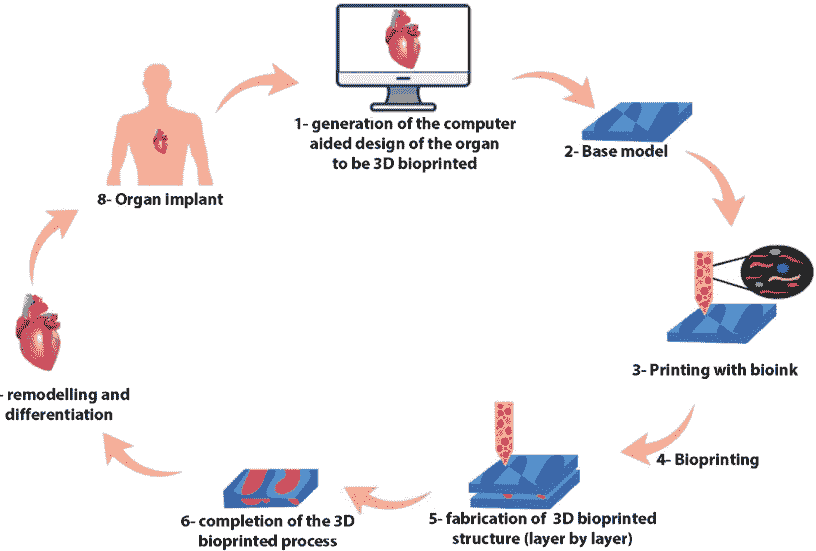 1- generation of the computer
aided design of the organ
to be 3D bioprinted
2- Base model
3- Printing with bioink
4- Bioprinting
5- fabrication of 3D bioprinted
structure (layer by layer)
6- completion of the 3D
bioprinted process
- remodelling and
differentiation
8- Organ implant